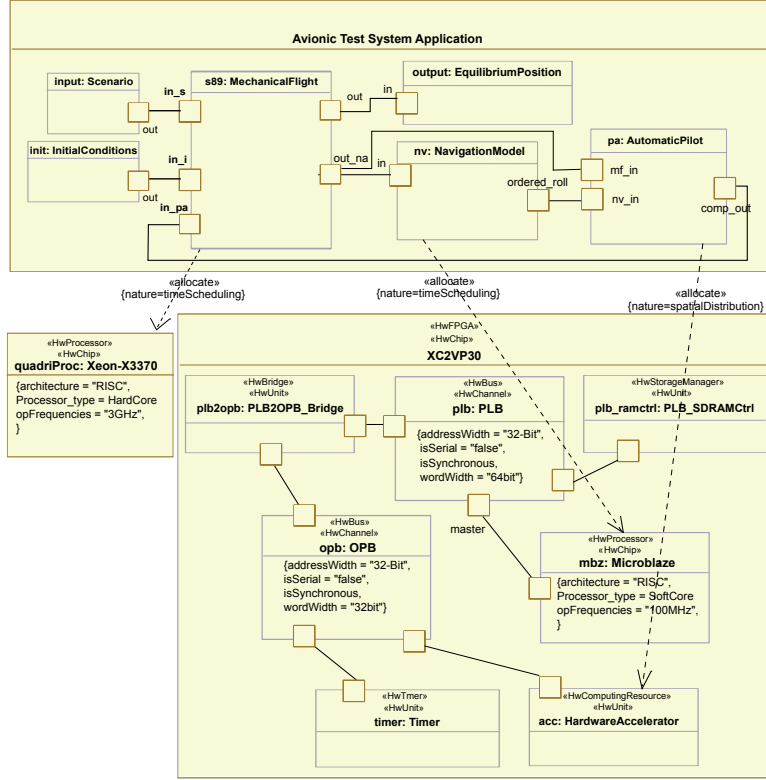 Avionic Test System Application
input: Scenario
in_s
s89: MechanicalFlight
output: EquilibriumPosition
out
in
out
init: InitialConditions
in_i
out_na
in
nv: NavigationModel
pa: AutomaticPilot
mf_in
ordered_roll
nv_in
out
in_pa
comp_out
«allocate»
{nature=timeScheduling}
«allocate»
{nature=timeScheduling}
«allocate»
{nature=spatialDistribution}
«HwProcessor»
«HwChip»
quadriProc: Xeon-X3370
{architecture = "RISC",
Processor_type = HardCore
opFrequencies = "3GHz",
}
«HwFPGA»
«HwChip»
XC2VP30
«HwBridge»
«HwUnit»
plb2opb: PLB2OPB_Bridge
«HwBus»
«HwChannel»
plb: PLB
{addressWidth = "32-Bit",
isSerial = "false",
isSynchronous,
wordWidth = "64bit"}
«HwStorageManager»
«HwUnit»
plb_ramctrl: PLB_SDRAMCtrl
master
«HwBus»
«HwChannel»
opb: OPB
{addressWidth = "32-Bit",
isSerial = "false",
isSynchronous,
wordWidth = "32bit"}
«HwProcessor»
«HwChip»
mbz: Microblaze
{architecture = "RISC",
Processor_type = SoftCore
opFrequencies = "100MHz",
}
«HwTmer»
«HwUnit»
timer: Timer
«HwComputingResource»
«HwUnit»
acc: HardwareAccelerator